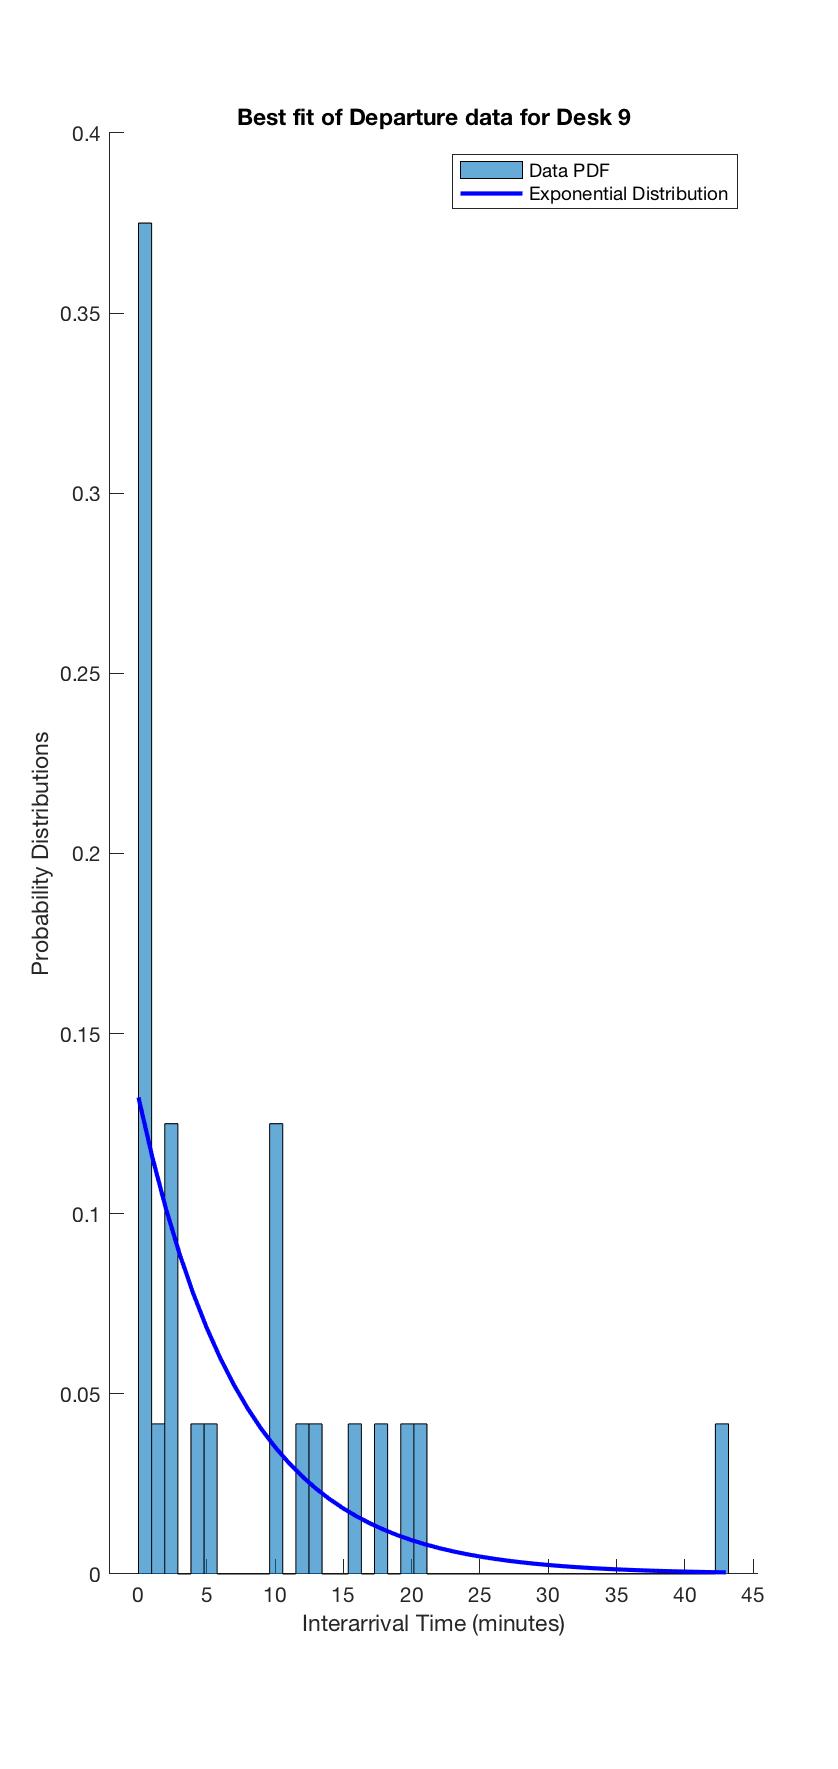 Best fit of Departure data for Desk 9
Data PDF
Exponential Distribution
0.4
0.35
0.3
0.25
0.2
0.15
0.1
0.05
0
Probability Distributions
0 5 10 15 20 25 30 35 40 45
Interarrival Time (minutes)